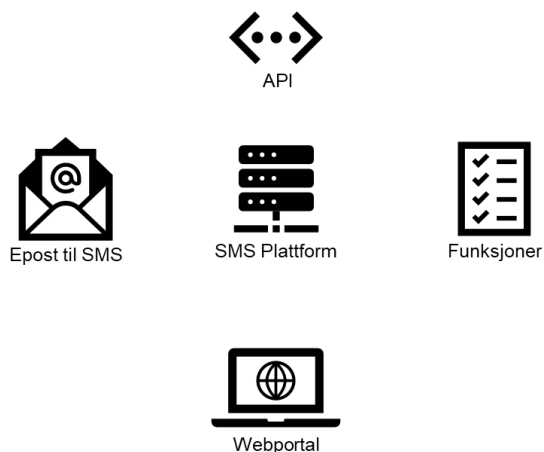 API
Epost til SMS
SMS Plattform
Funksjoner
Webportal